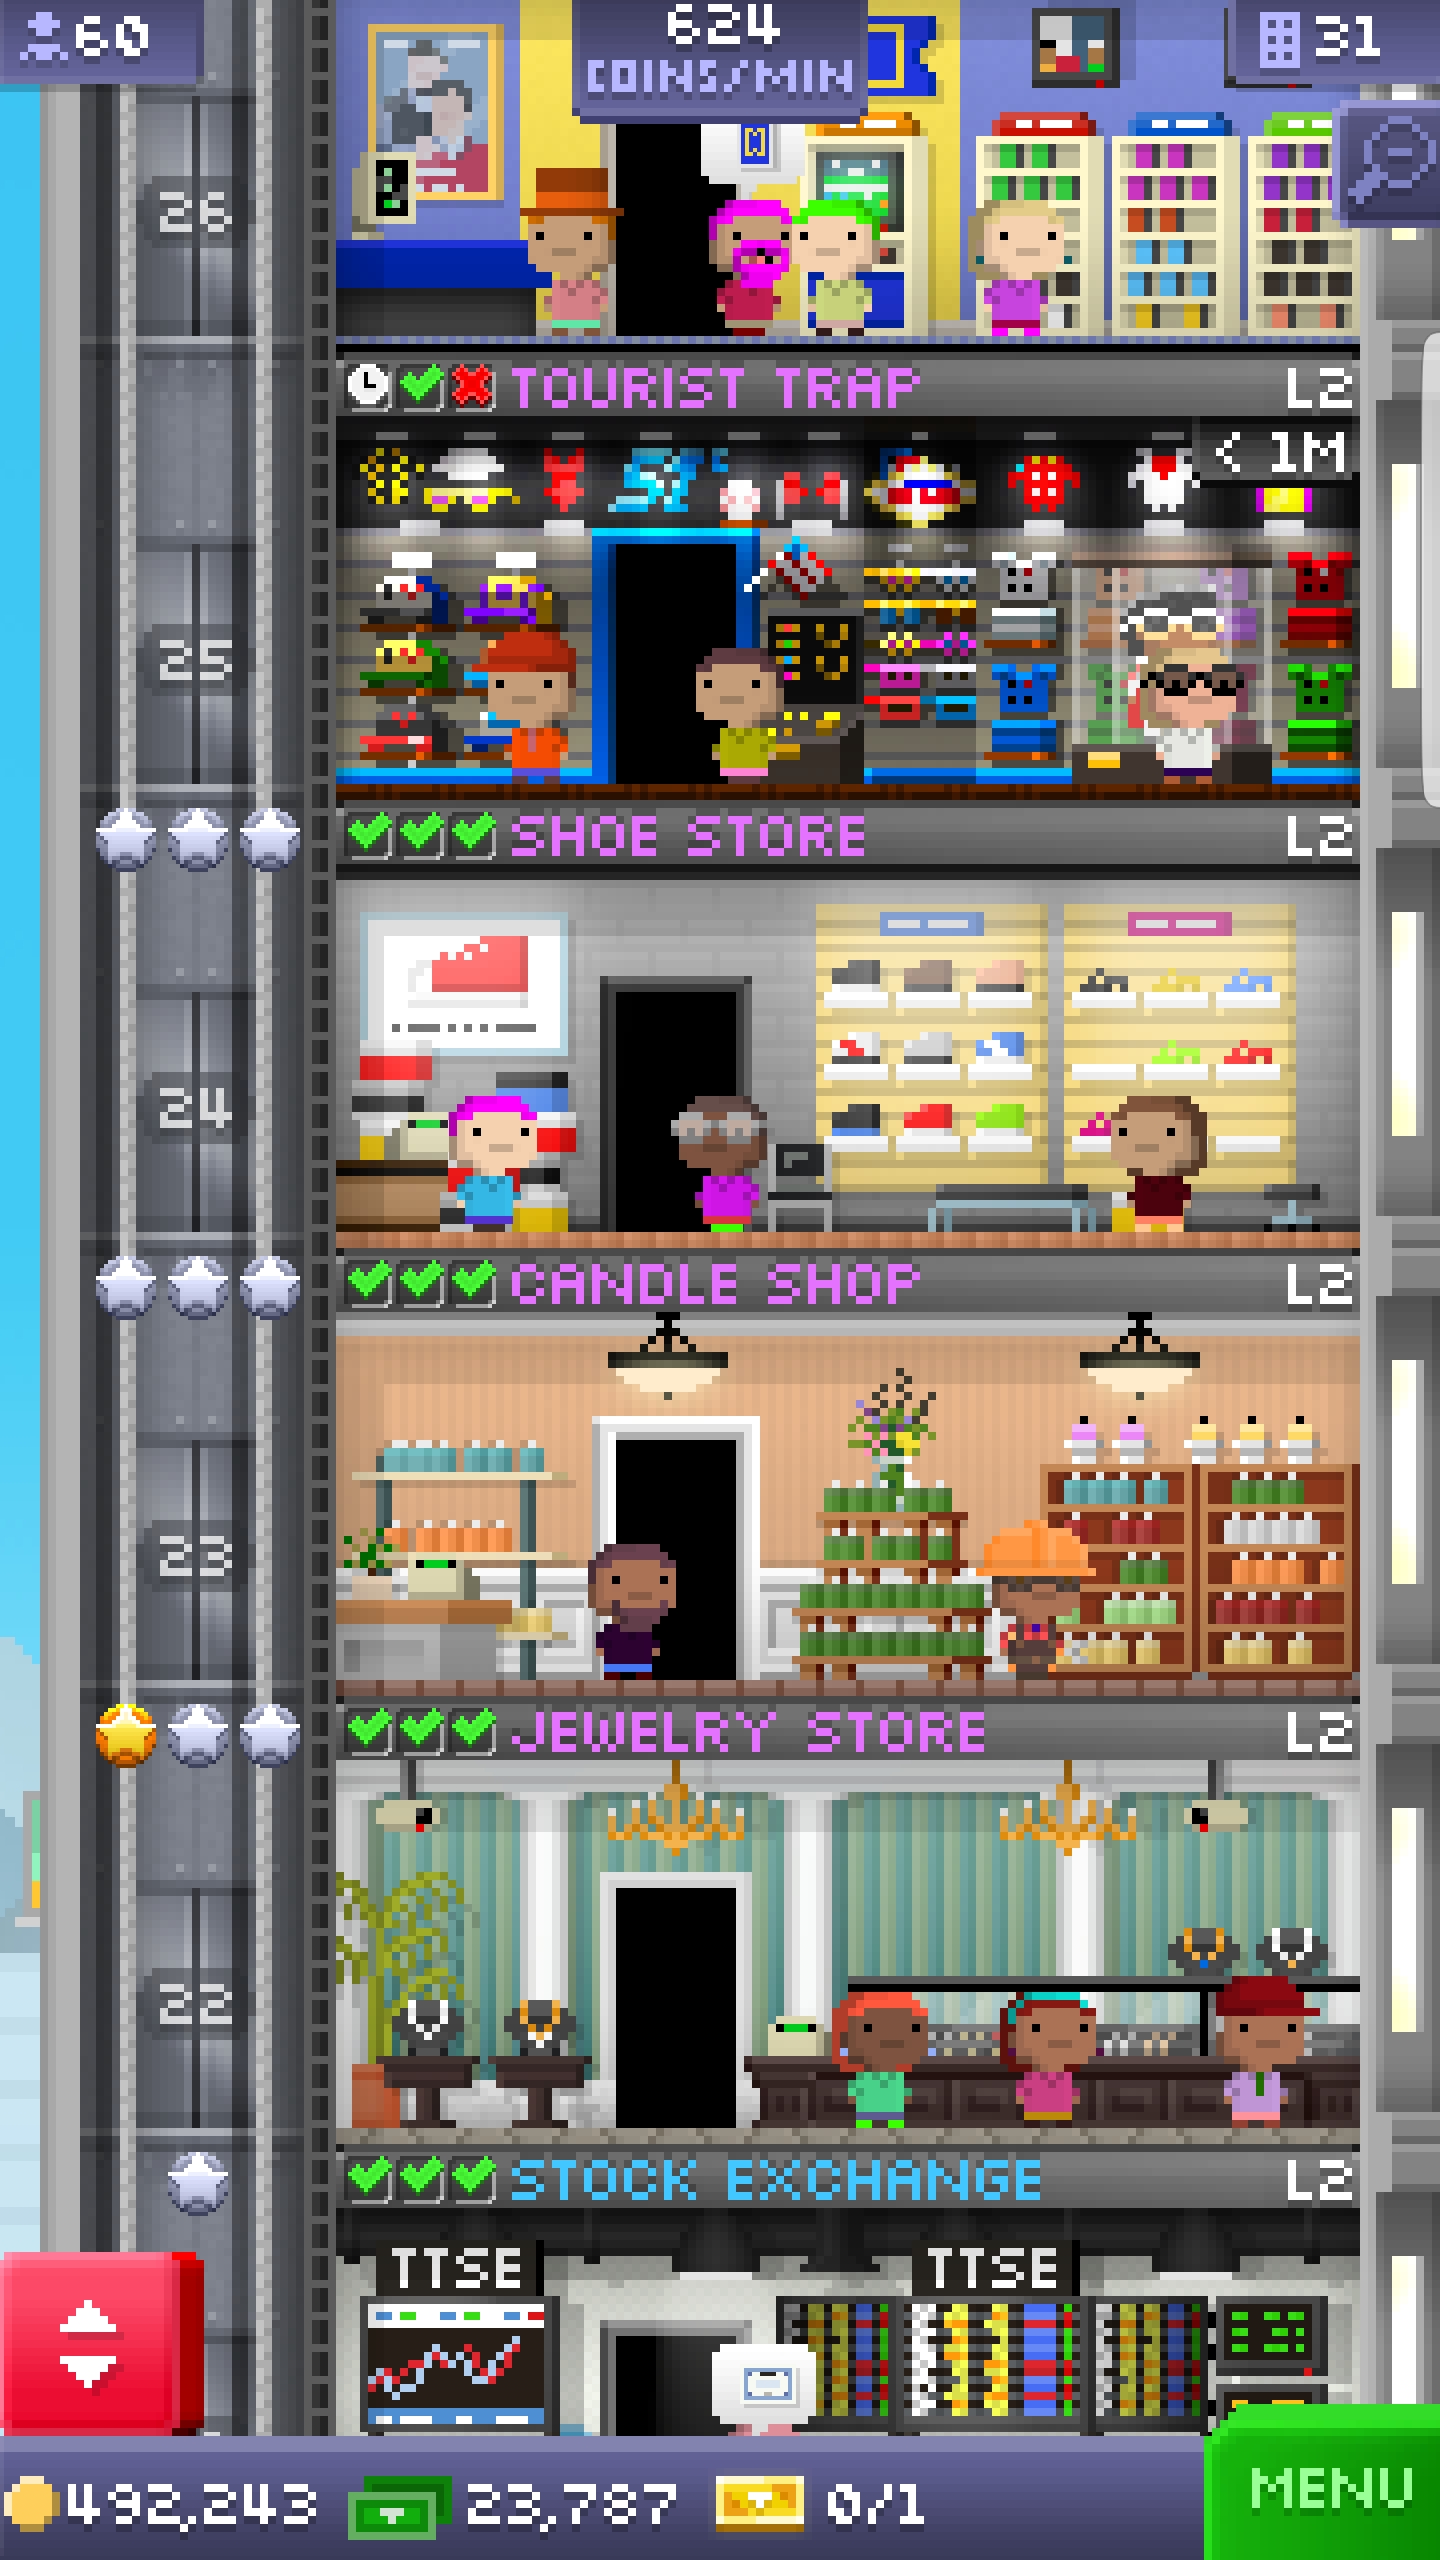 60
624
COINS/MIN
31
26
TOURIST TRAP
L2
< 1M
25
SHOE STORE
L2
24
CANDLE SHOP
L2
23
JEWELRY STORE
L2
22
STOCK EXCHANGE
L2
TTSE
TTSE
492,243
23,787
0/1
MENU